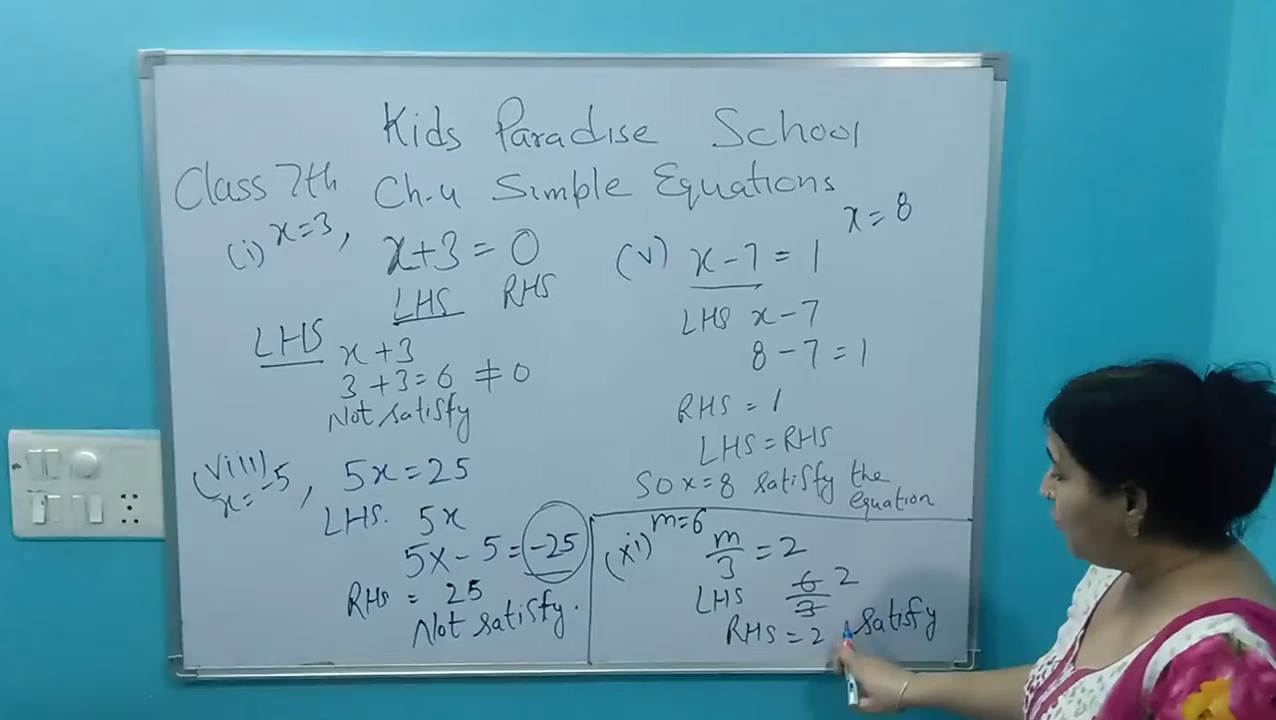 Kids Paradise School
Class 7th Ch.4 Simple Equations
(i) x=3, x+3 = 0
LHS RHS
LHS x+3
3+3=6 ≠0
Not satisfy
(viii) x=-5, 5x=25
LHS. 5x
5x-5=-25
RHS = 25
Not satisfy.
x=8
(v) x-7=1
LHS x-7
8-7=1
RHS = 1
LHS=RHS
SO x=8 satisfy the equation
(xi) m=6 m/3 = 2
LHS 6/3 2
RHS = 2 satisfy